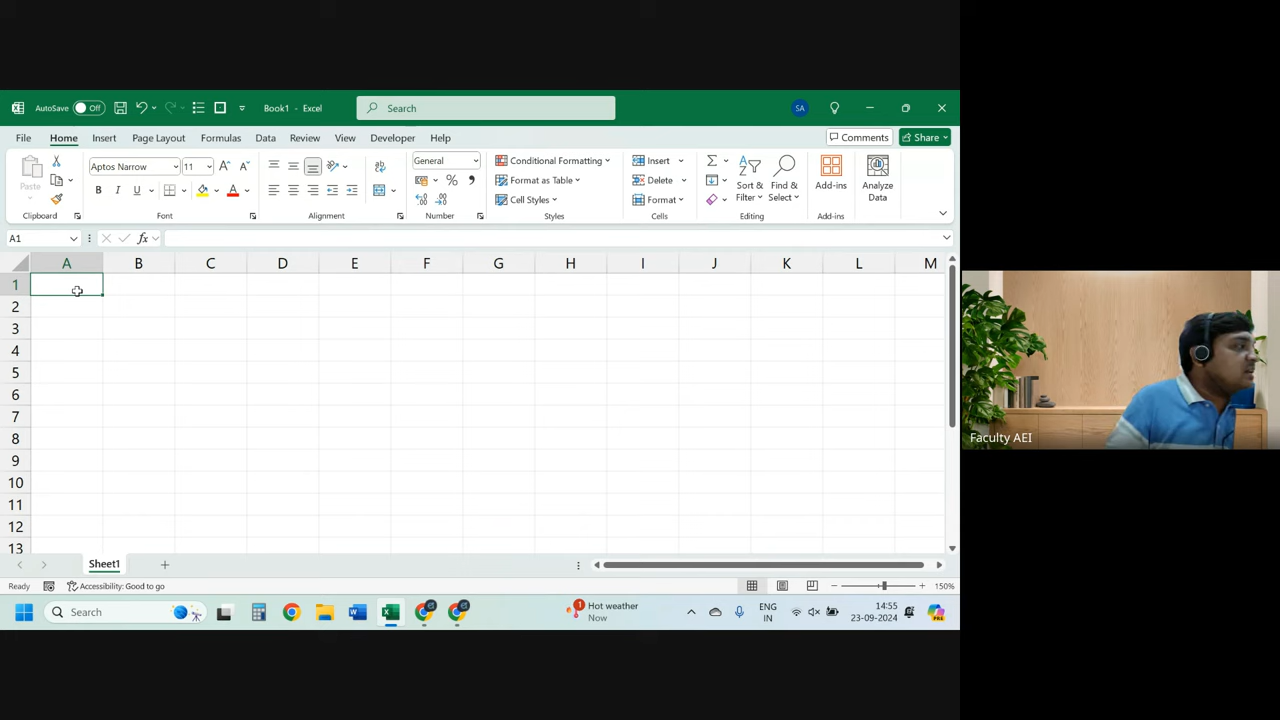 AutoSave Off Book1 - Excel Search SA
File Home Insert Page Layout Formulas Data Review View Developer Help Comments Share
Paste
Clipboard
Aptos Narrow 11
B I U
Font
Alignment
General
% ,
Number
Conditional Formatting
Format as Table
Cell Styles
Styles
Insert
Delete
Format
Cells
Sort & Filter
Find & Select
Editing
Add-ins
Add-ins
Analyze Data
A1 fx
A B C D E F G H I J K L M
1
2
3
4
5
6
7
8
9
10
11
12
13
Sheet1
Ready Accessibility: Good to go 150%
Search
1 Hot weather
Now
ENG
IN
14:55
23-09-2024
Faculty AEI